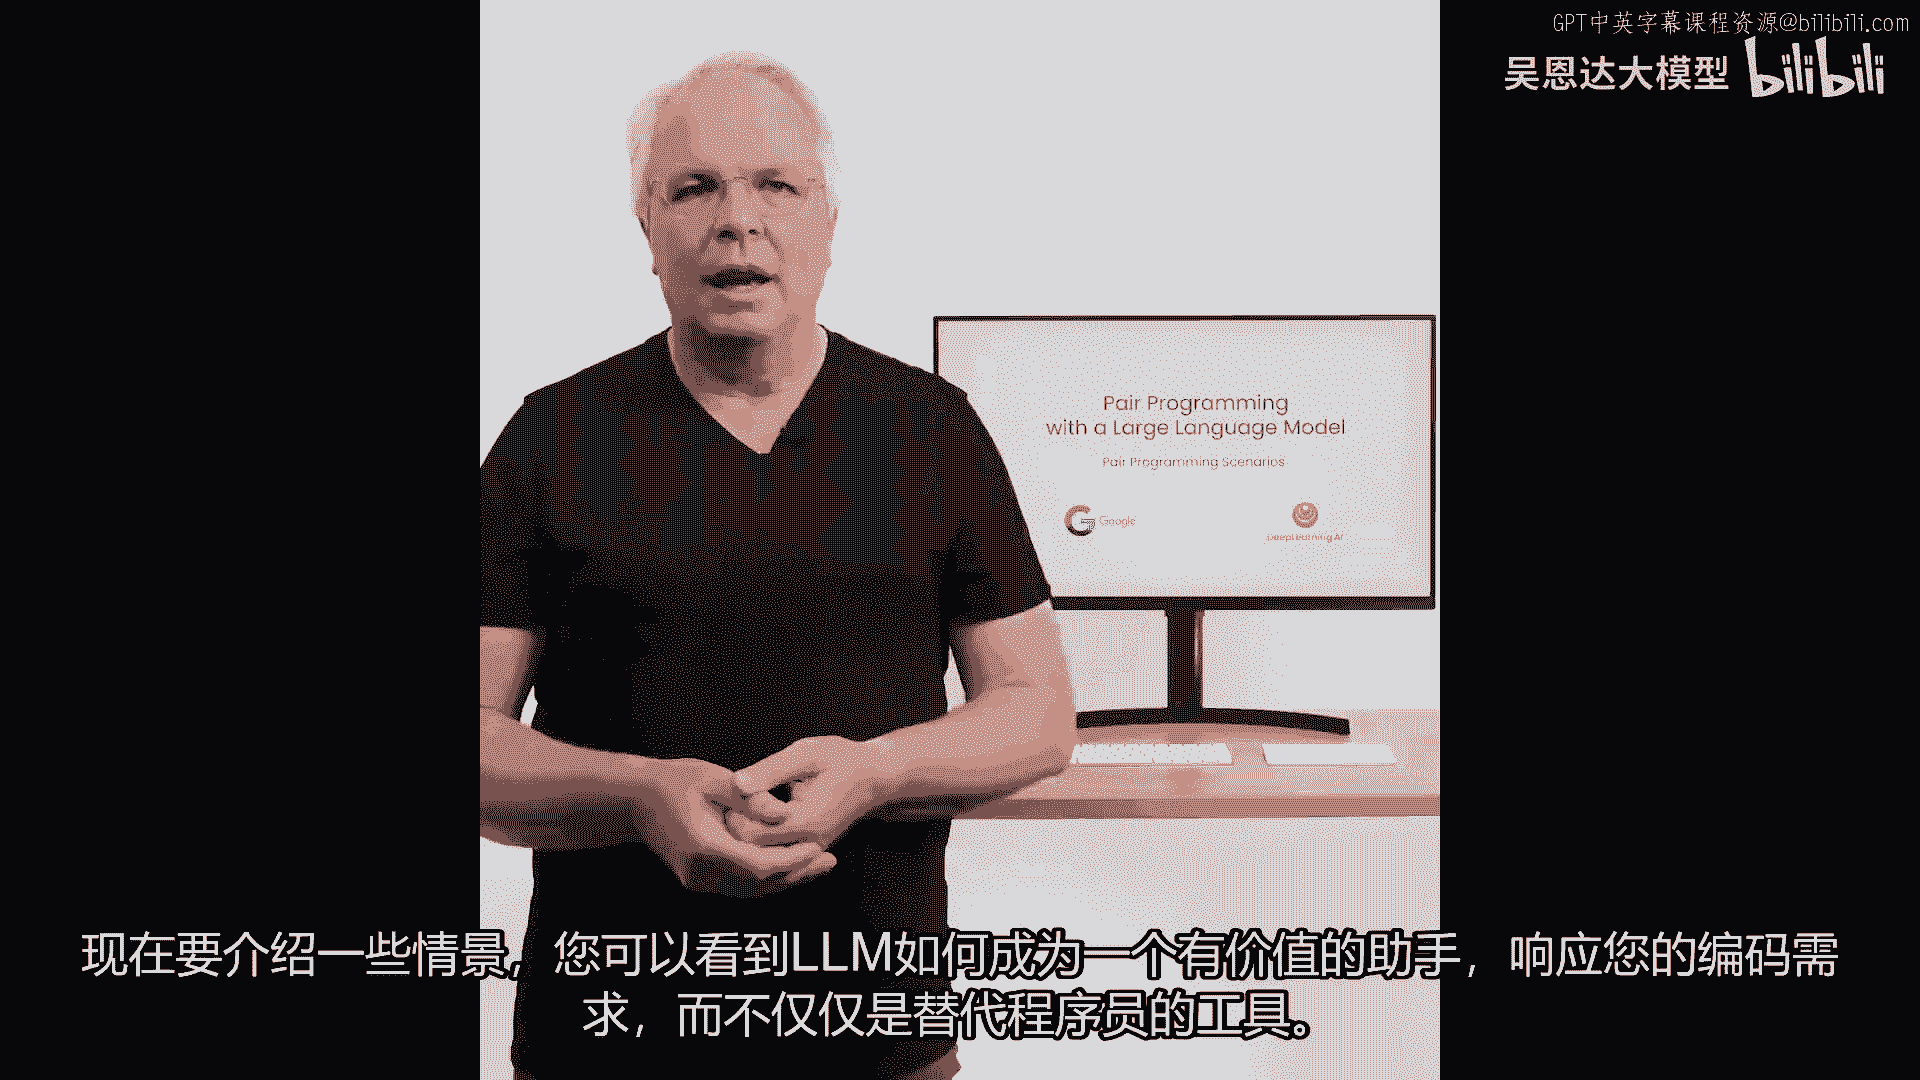 GPT中英字幕课程资源@bilibili.com
吴恩达大模型 bilibili
Pair Programming
with a Large Language Model
Pair Programming Scenarios
Google
DeepLearning.AI
现在要介绍一些情景，您可以看到LLM如何成为一个有价值的助手，响应您的编码需
求，而不仅仅是替代程序员的工具。